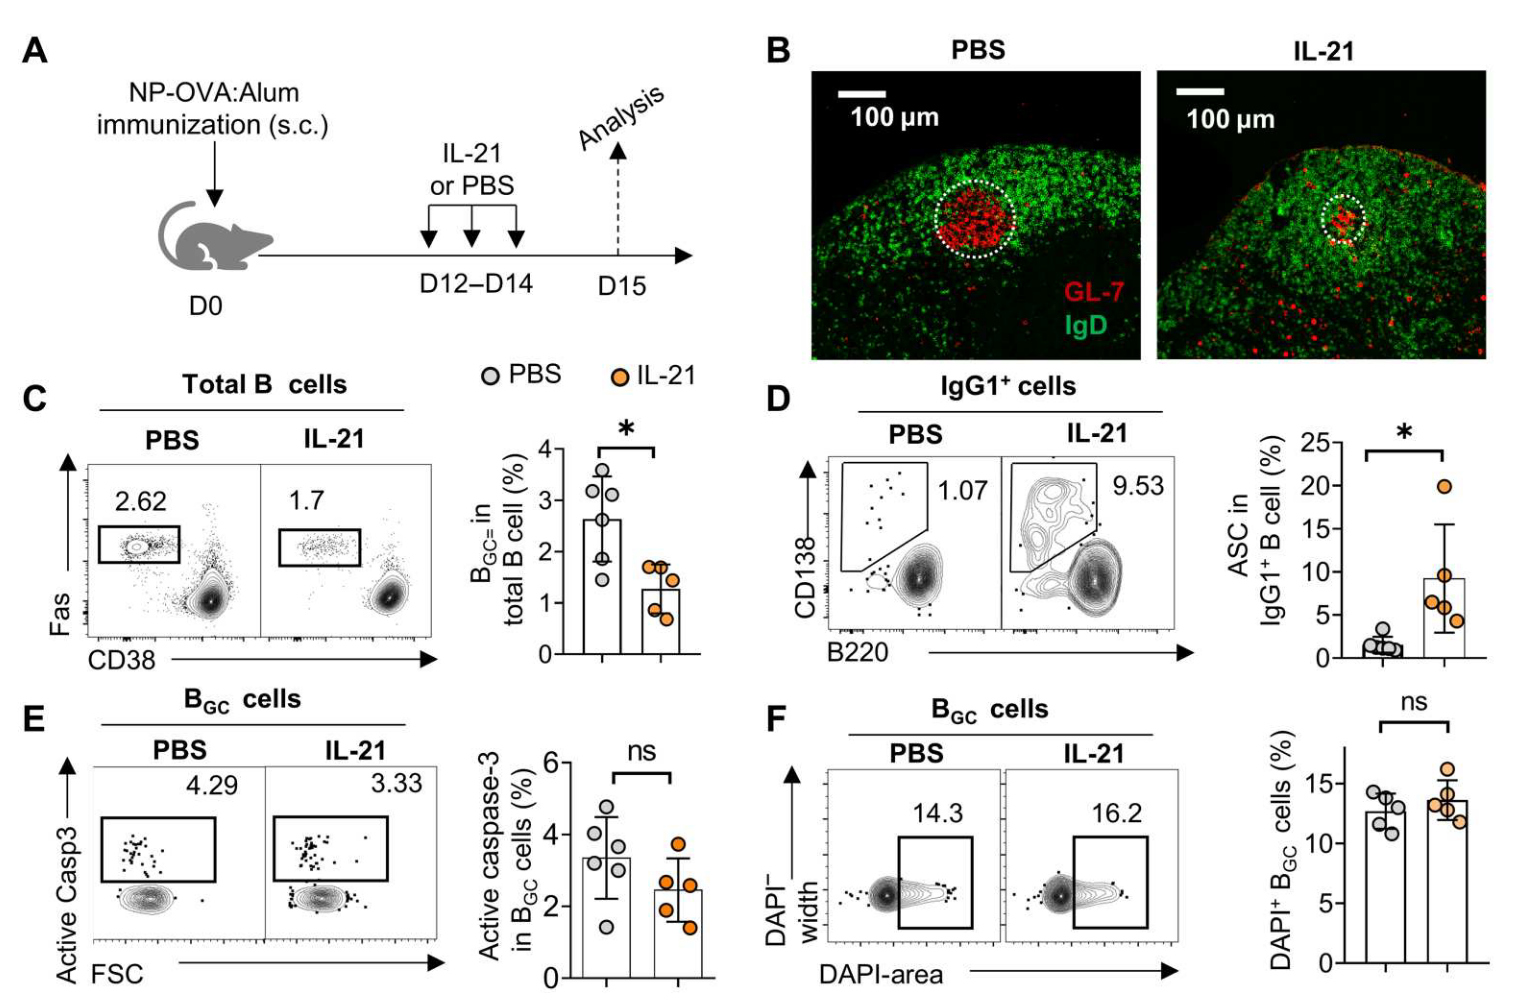 A
NP-OVA:Alum
immunization (s.c.)
IL-21
or PBS
Analysis
D0
D12–D14
D15
B
PBS
IL-21
100 µm
100 µm
GL-7
IgD
C
Total B cells
PBS
IL-21
PBS
IL-21
2.62
1.7
Fas
CD38
B_GC= in
total B cell (%)
4
3
2
1
0
*
D
IgG1⁺ cells
PBS
IL-21
1.07
9.53
CD138
B220
ASC in
IgG1⁺ B cell (%)
25
20
15
10
5
0
*
E
B_GC cells
PBS
IL-21
4.29
3.33
Active Casp3
FSC
Active caspase-3
in B_GC cells (%)
6
4
2
0
ns
F
B_GC cells
PBS
IL-21
14.3
16.2
DAPI⁻
width
DAPI-area
DAPI⁺ B_GC cells (%)
15
10
5
0
ns